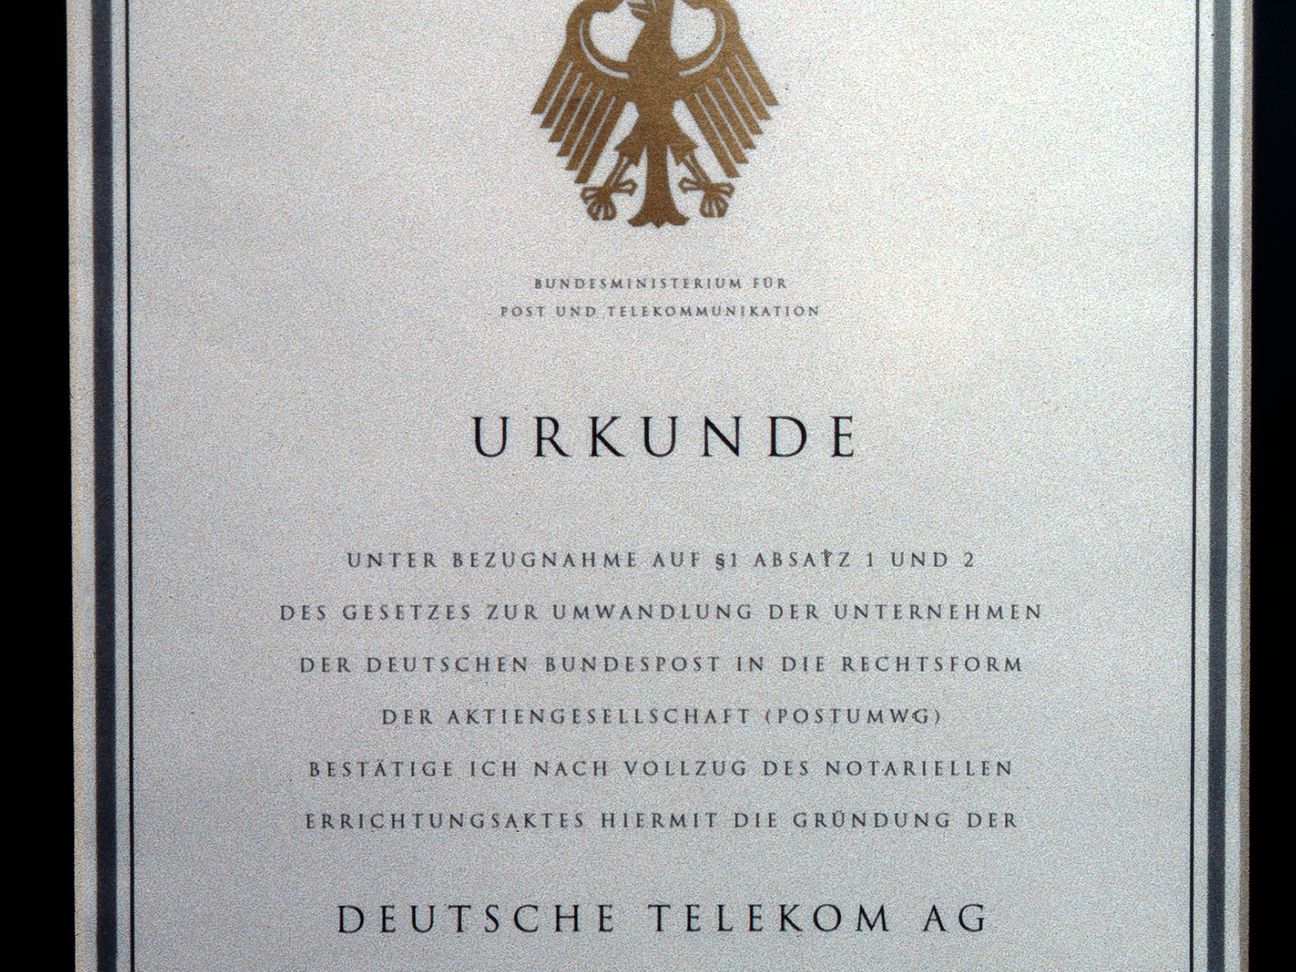 BUNDESMINISTERIUM FÜR
POST UND TELEKOMMUNIKATION
URKUNDE
UNTER BEZUGNAHME AUF §1 ABSATZ 1 UND 2
DES GESETZES ZUR UMWANDLUNG DER UNTERNEHMEN
DER DEUTSCHEN BUNDESPOST IN DIE RECHTSFORM
DER AKTIENGESELLSCHAFT (POSTUMWG)
BESTÄTIGE ICH NACH VOLLZUG DES NOTARIELLEN
ERRICHTUNGSAKTES HIERMIT DIE GRÜNDUNG DER
DEUTSCHE TELEKOM AG